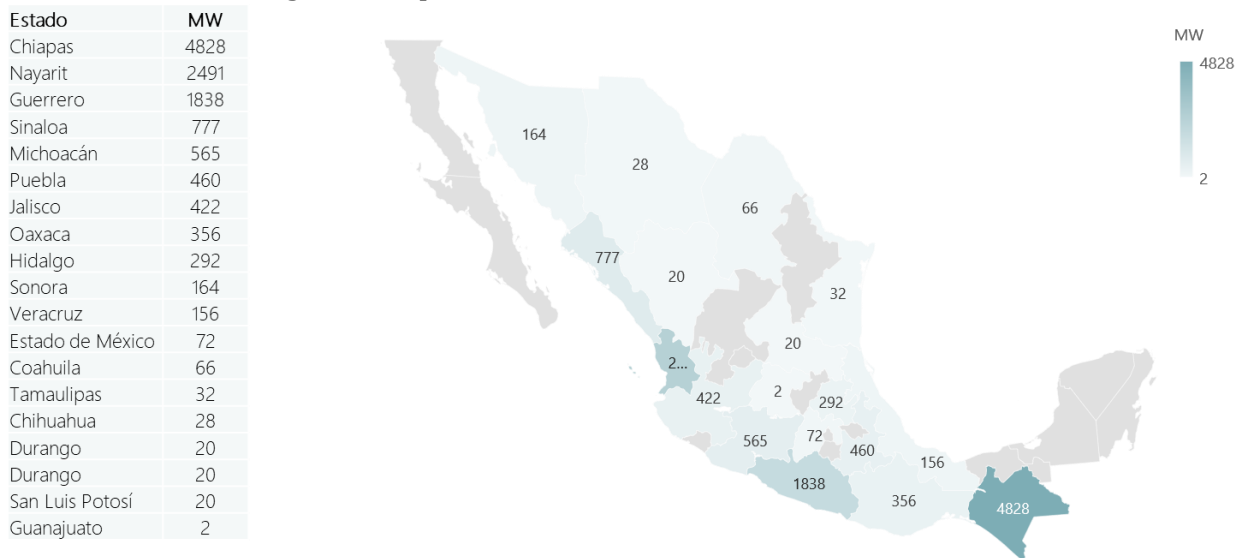 Estado MW
Chiapas 4828
Nayarit 2491
Guerrero 1838
Sinaloa 777
Michoacán 565
Puebla 460
Jalisco 422
Oaxaca 356
Hidalgo 292
Sonora 164
Veracruz 156
Estado de México 72
Coahuila 66
Tamaulipas 32
Chihuahua 28
Durango 20
Durango 20
San Luis Potosí 20
Guanajuato 2
MW
4828
2
164
28
66
777
20
32
20
2...
422
2
292
565
72
460
156
1838
356
4828